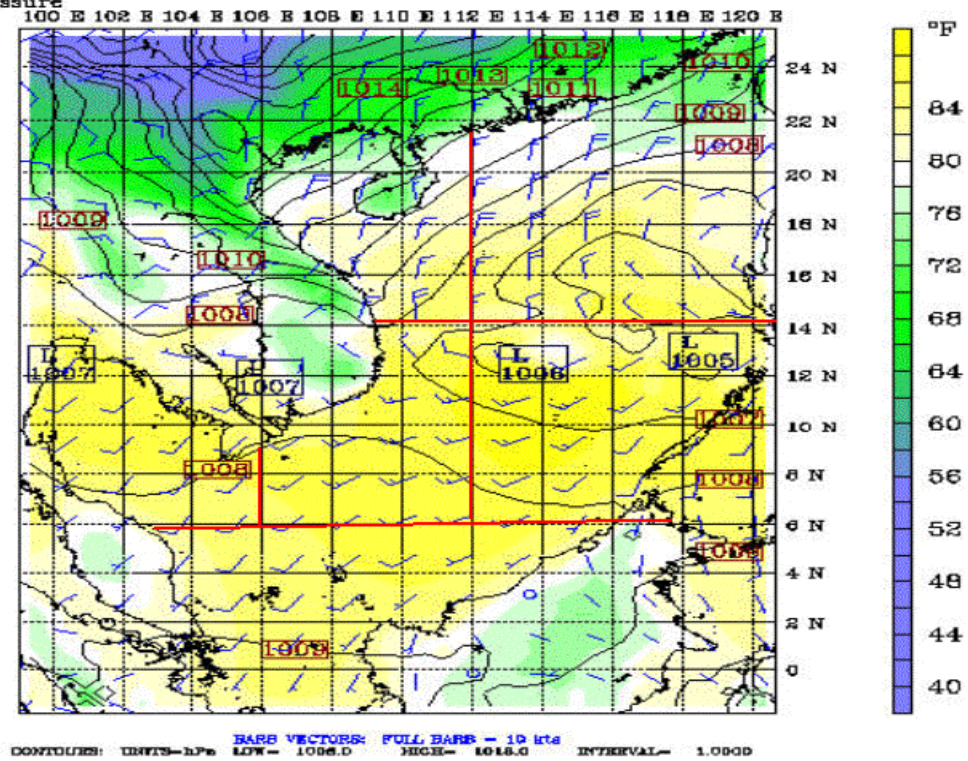 ssure
100 E 102 E 104 E 106 E 108 E 110 E 112 E 114 E 116 E 118 E 120 E
°F
1012
24 N
1010
1013
1014
1011
84
22 N
1009
1008
80
20 N
76
1009
18 N
1010
72
16 N
1008
68
14 N
L
1007
1007
L
1006
L
1005
64
12 N
1007
60
10 N
1008
8 N
1008
56
6 N
52
4 N
48
2 N
1009
44
0
40
BARB VECTORS: FULL BARB = 10 kts
CONTOURS: UNITS=hPa LOW= 1006.0 HIGH= 1018.0 INTERVAL= 1.0000